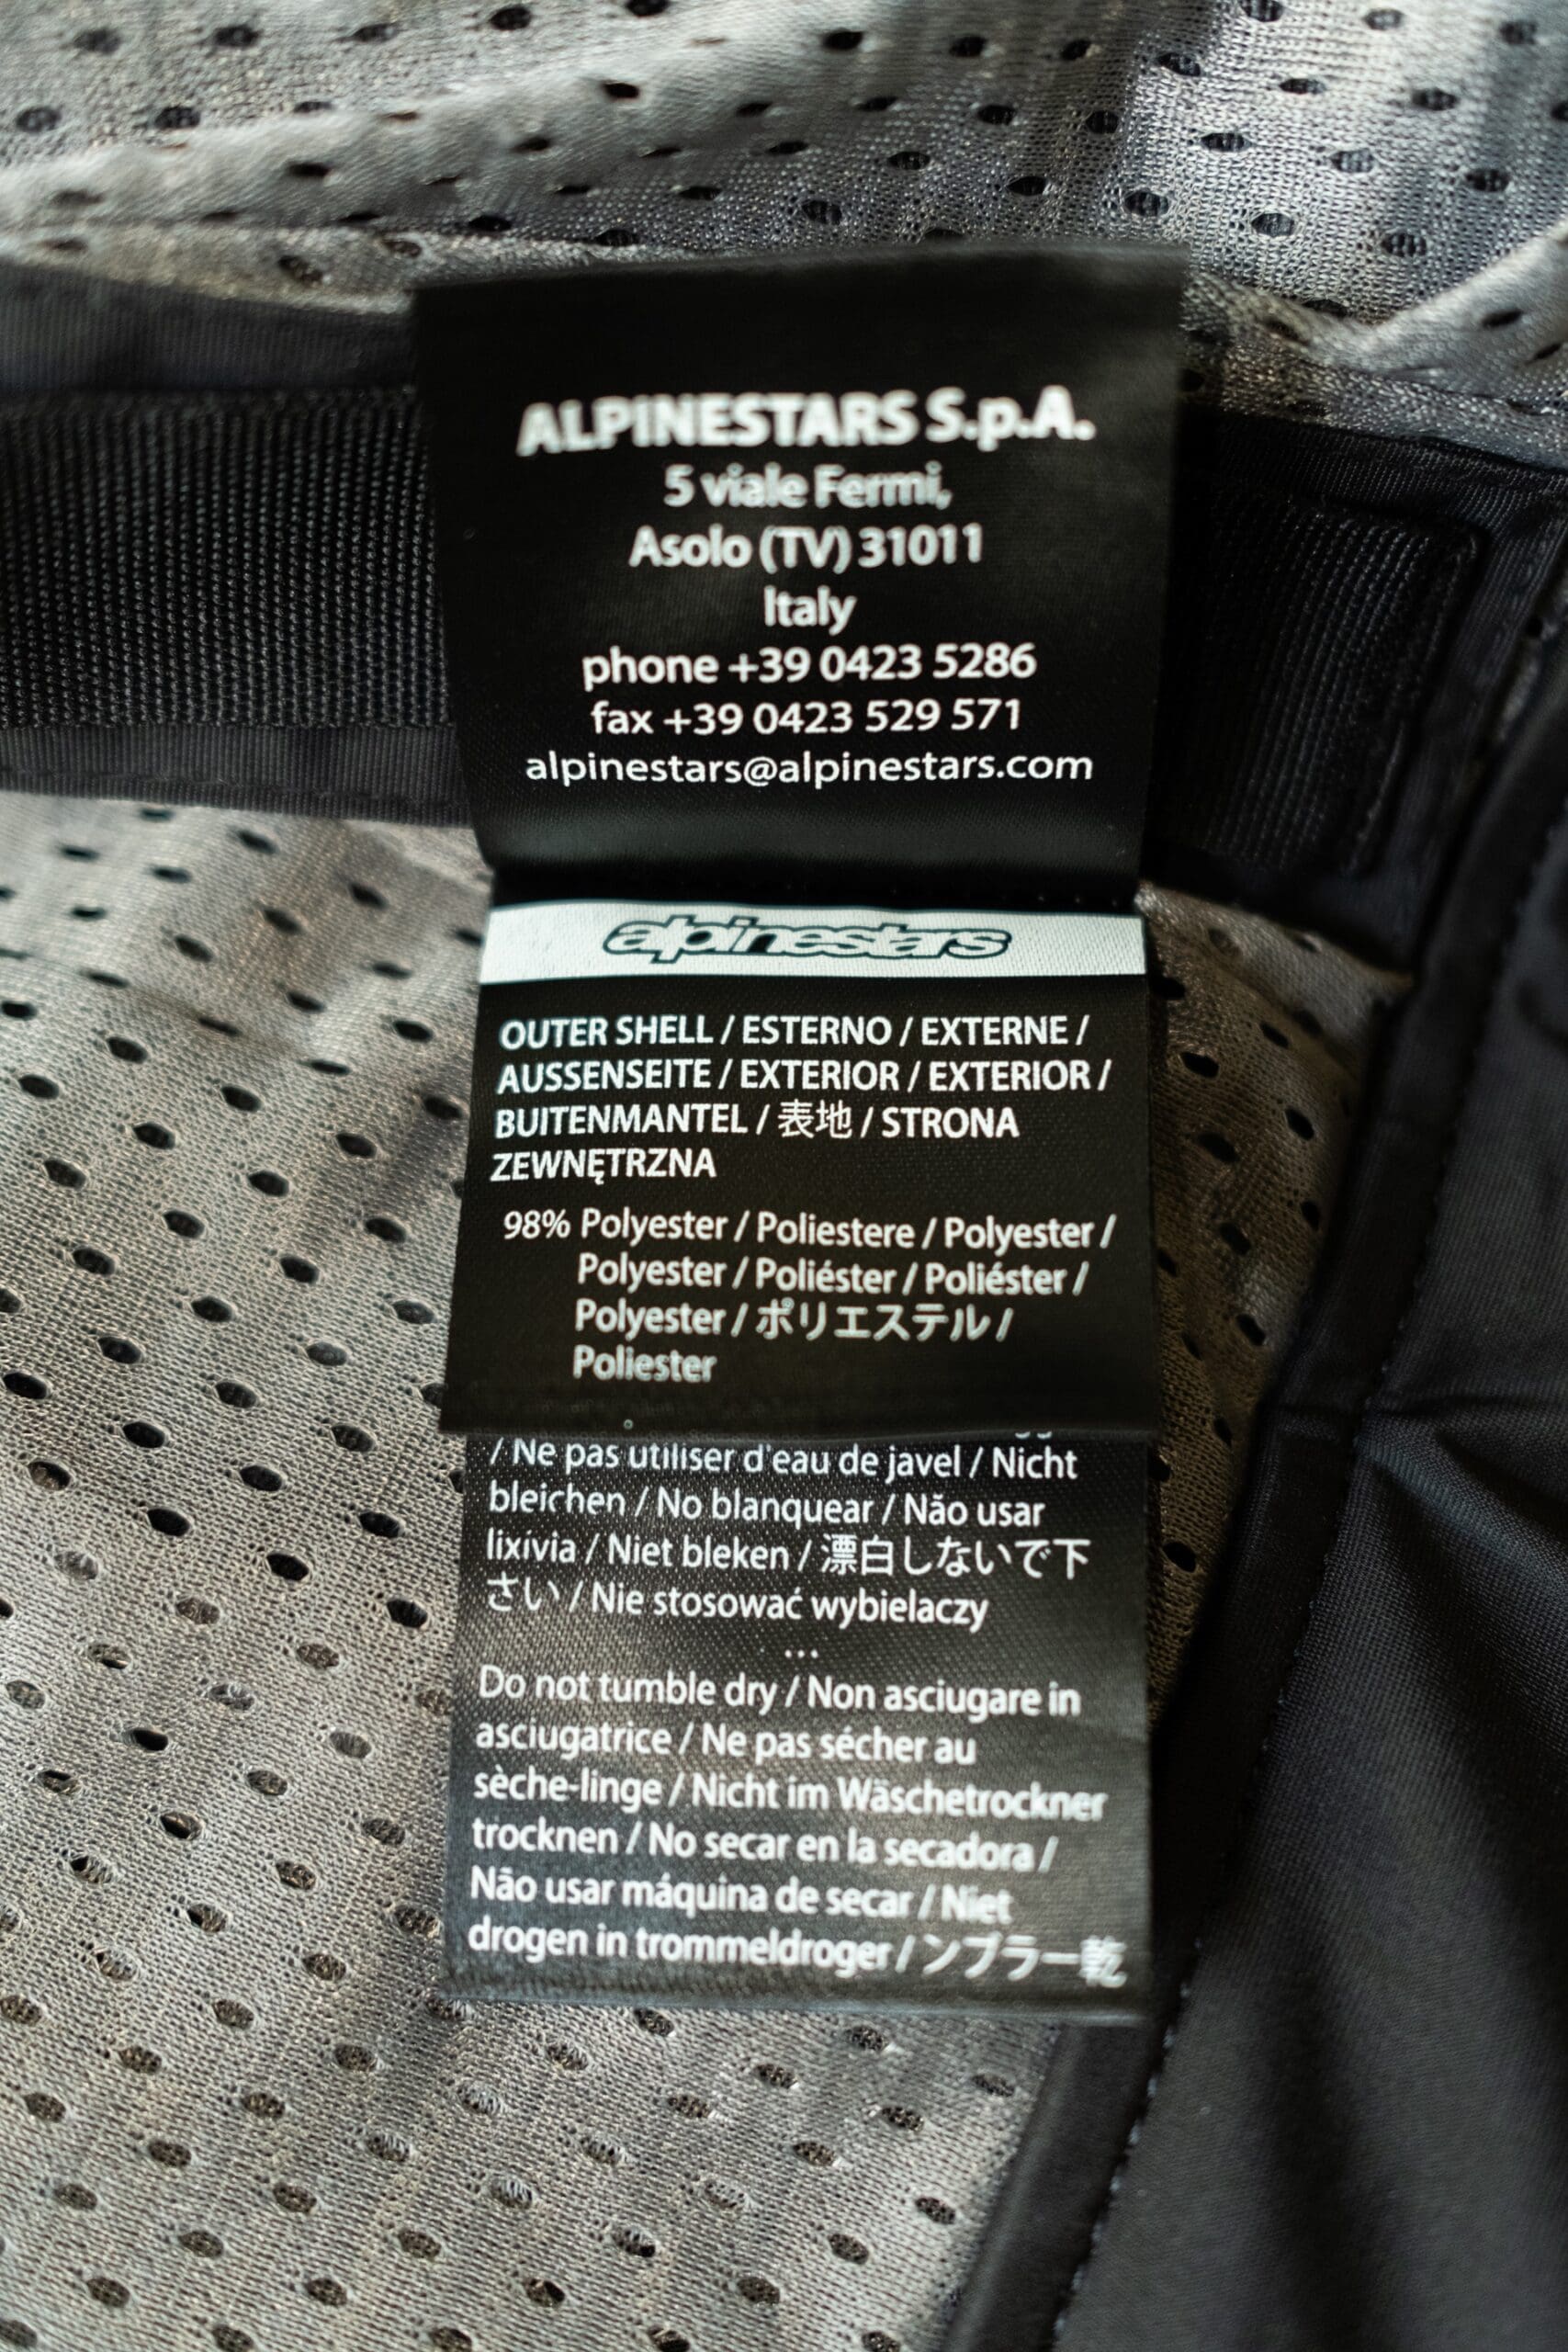 ALPINESTARS S.p.A.
5 viale Fermi,
Asolo (TV) 31011
Italy
phone +39 0423 5286
fax +39 0423 529 571
alpinestars@alpinestars.com
alpinestars
OUTER SHELL / ESTERNO / EXTERNE /
AUSSENSEITE / EXTERIOR / EXTERIOR /
BUITENMANTEL / 表地 / STRONA
ZEWNĘTRZNA
98% Polyester / Poliestere / Polyester /
Polyester / Poliéster / Poliéster /
Polyester / ポリエステル /
Poliester
/ Ne pas utiliser d'eau de javel / Nicht
bleichen / No blanquear / Não usar
lixívia / Niet bleken / 漂白しないで下
さい / Nie stosować wybielaczy
...
Do not tumble dry / Non asciugare in
asciugatrice / Ne pas sécher au
sèche-linge / Nicht im Wäschetrockner
trocknen / No secar en la secadora /
Não usar máquina de secar / Niet
drogen in trommeldroger / ンブラー乾